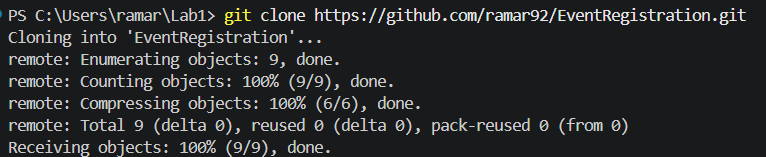 PS C:\Users\ramar\Lab1> git clone https://github.com/ramar92/EventRegistration.git
Cloning into 'EventRegistration'...
remote: Enumerating objects: 9, done.
remote: Counting objects: 100% (9/9), done.
remote: Compressing objects: 100% (6/6), done.
remote: Total 9 (delta 0), reused 0 (delta 0), pack-reused 0 (from 0)
Receiving objects: 100% (9/9), done.